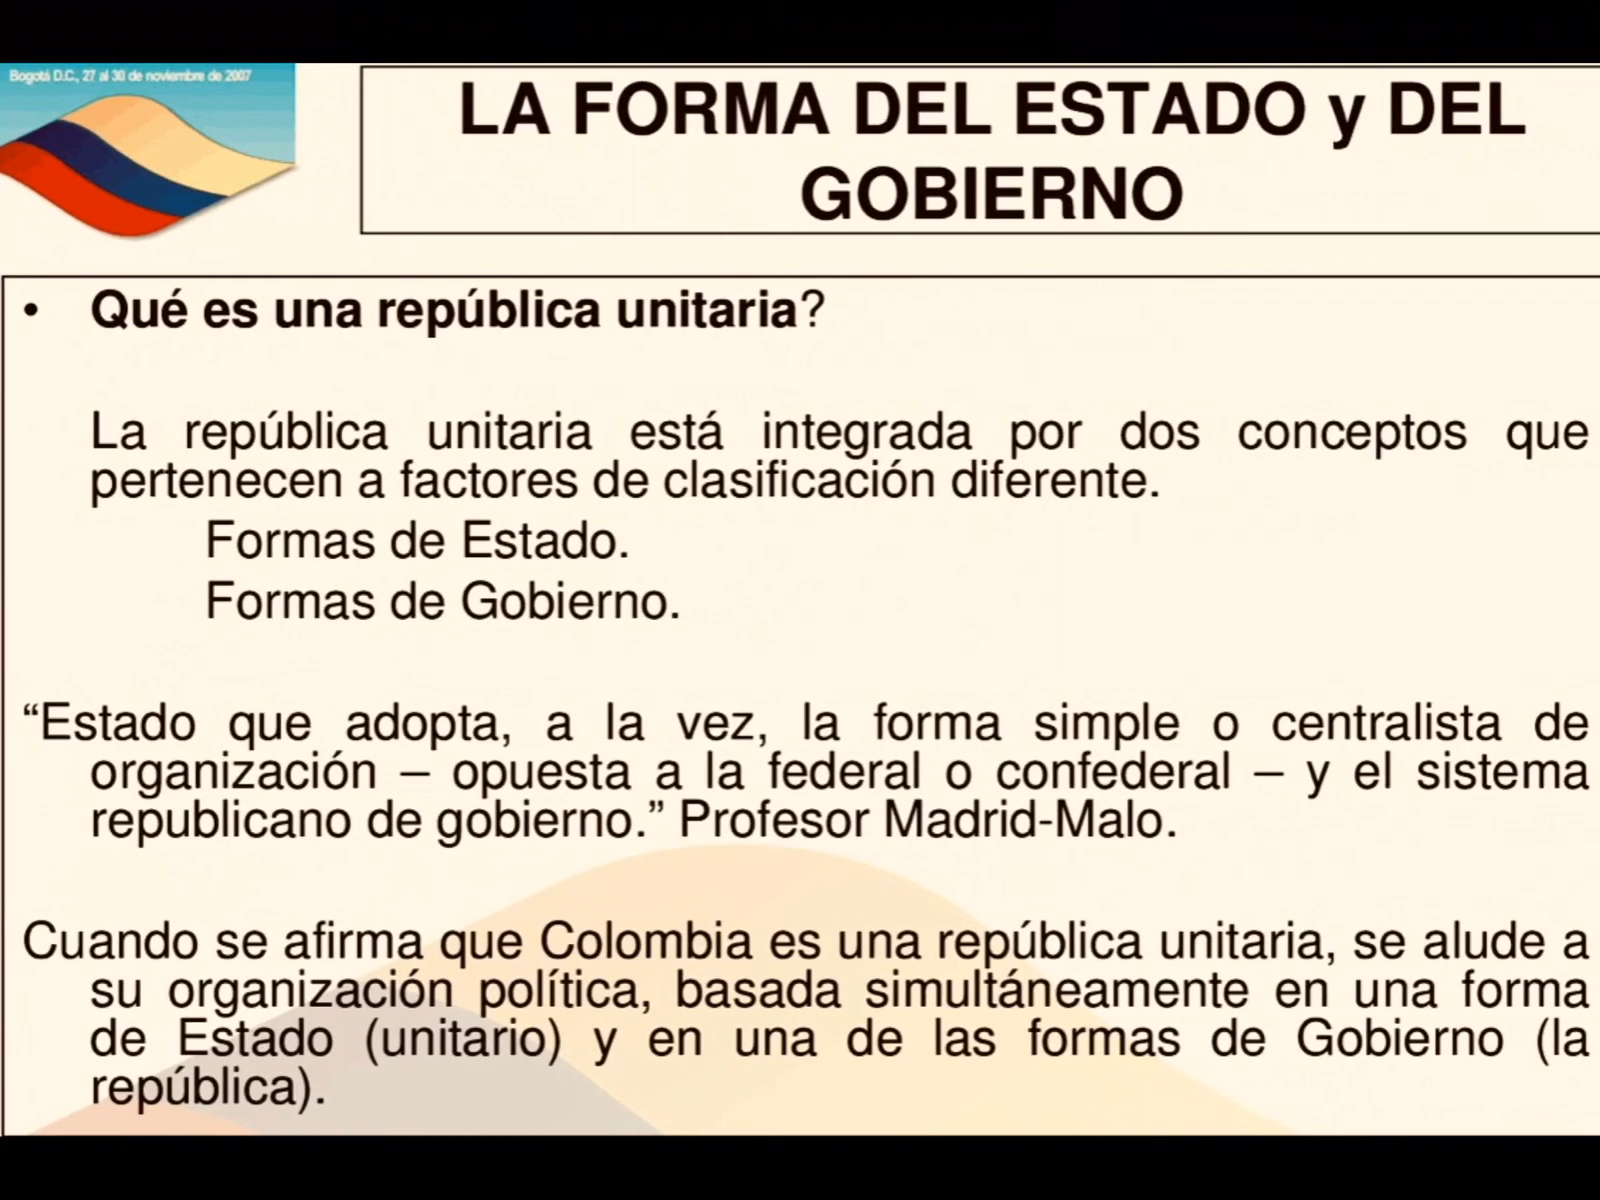 Bogotá D.C., 27 al 30 de noviembre de 2007
LA FORMA DEL ESTADO y DEL
GOBIERNO
• Qué es una república unitaria?
La república unitaria está integrada por dos conceptos que
pertenecen a factores de clasificación diferente.
Formas de Estado.
Formas de Gobierno.
“Estado que adopta, a la vez, la forma simple o centralista de
organización – opuesta a la federal o confederal – y el sistema
republicano de gobierno.” Profesor Madrid-Malo.
Cuando se afirma que Colombia es una república unitaria, se alude a
su organización política, basada simultáneamente en una forma
de Estado (unitario) y en una de las formas de Gobierno (la
república).